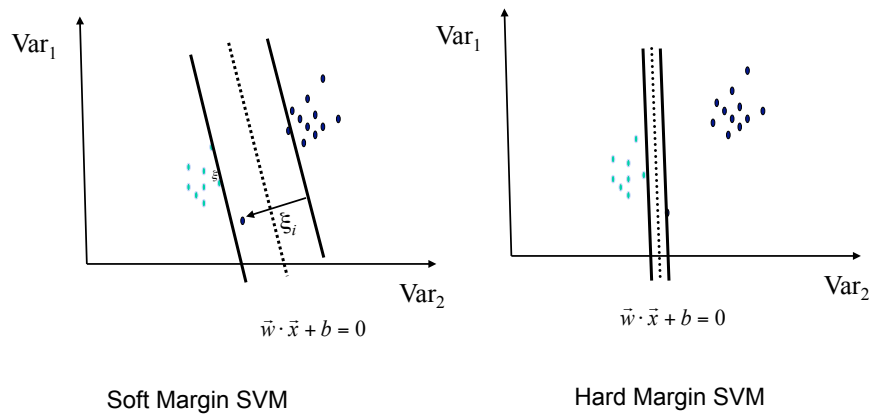 Var₁
ξ
ξᵢ
Var₂
w⃗ · x⃗ + b = 0
Soft Margin SVM
Var₁
Var₂
w⃗ · x⃗ + b = 0
Hard Margin SVM